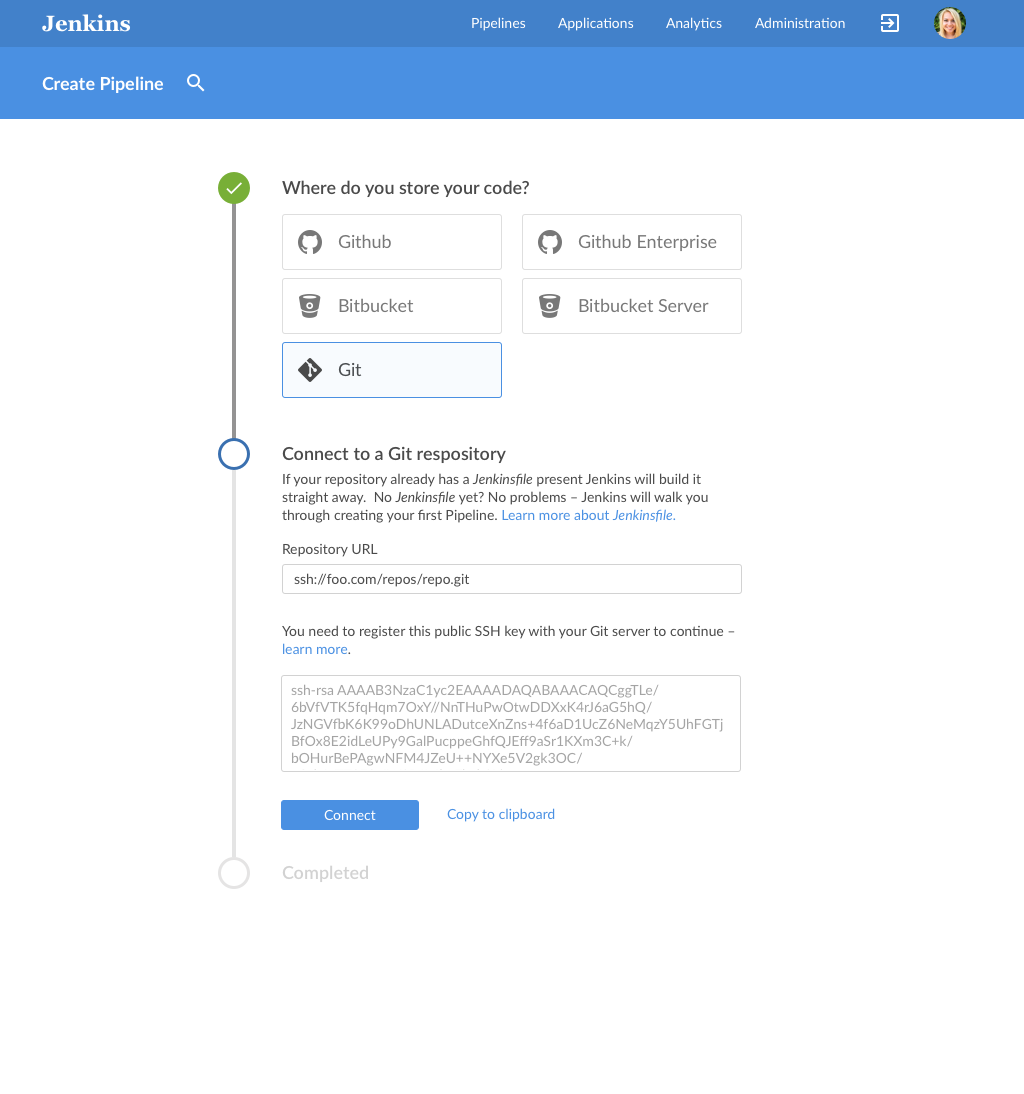 Jenkins
Pipelines
Applications
Analytics
Administration
Create Pipeline
Where do you store your code?
Github
Github Enterprise
Bitbucket
Bitbucket Server
Git
Connect to a Git respository
If your repository already has a Jenkinsfile present Jenkins will build it
straight away.  No Jenkinsfile yet? No problems – Jenkins will walk you
through creating your first Pipeline. Learn more about Jenkinsfile.
Repository URL
ssh://foo.com/repos/repo.git
You need to register this public SSH key with your Git server to continue –
learn more.
ssh-rsa AAAAB3NzaC1yc2EAAAADAQABAAACAQCggTLe/
6bVfVTK5fqHqm7OxY//NnTHuPwOtwDDXxK4rJ6aG5hQ/
JzNGVfbK6K99oDhUNLADutceXnZns+4f6aD1UcZ6NeMqzY5UhFGTj
BfOx8E2idLeUPy9GalPucppeGhfQJEff9aSr1KXm3C+k/
bOHurBePAgwNFM4JZeU++NYXe5V2gk3OC/
Connect
Copy to clipboard
Completed